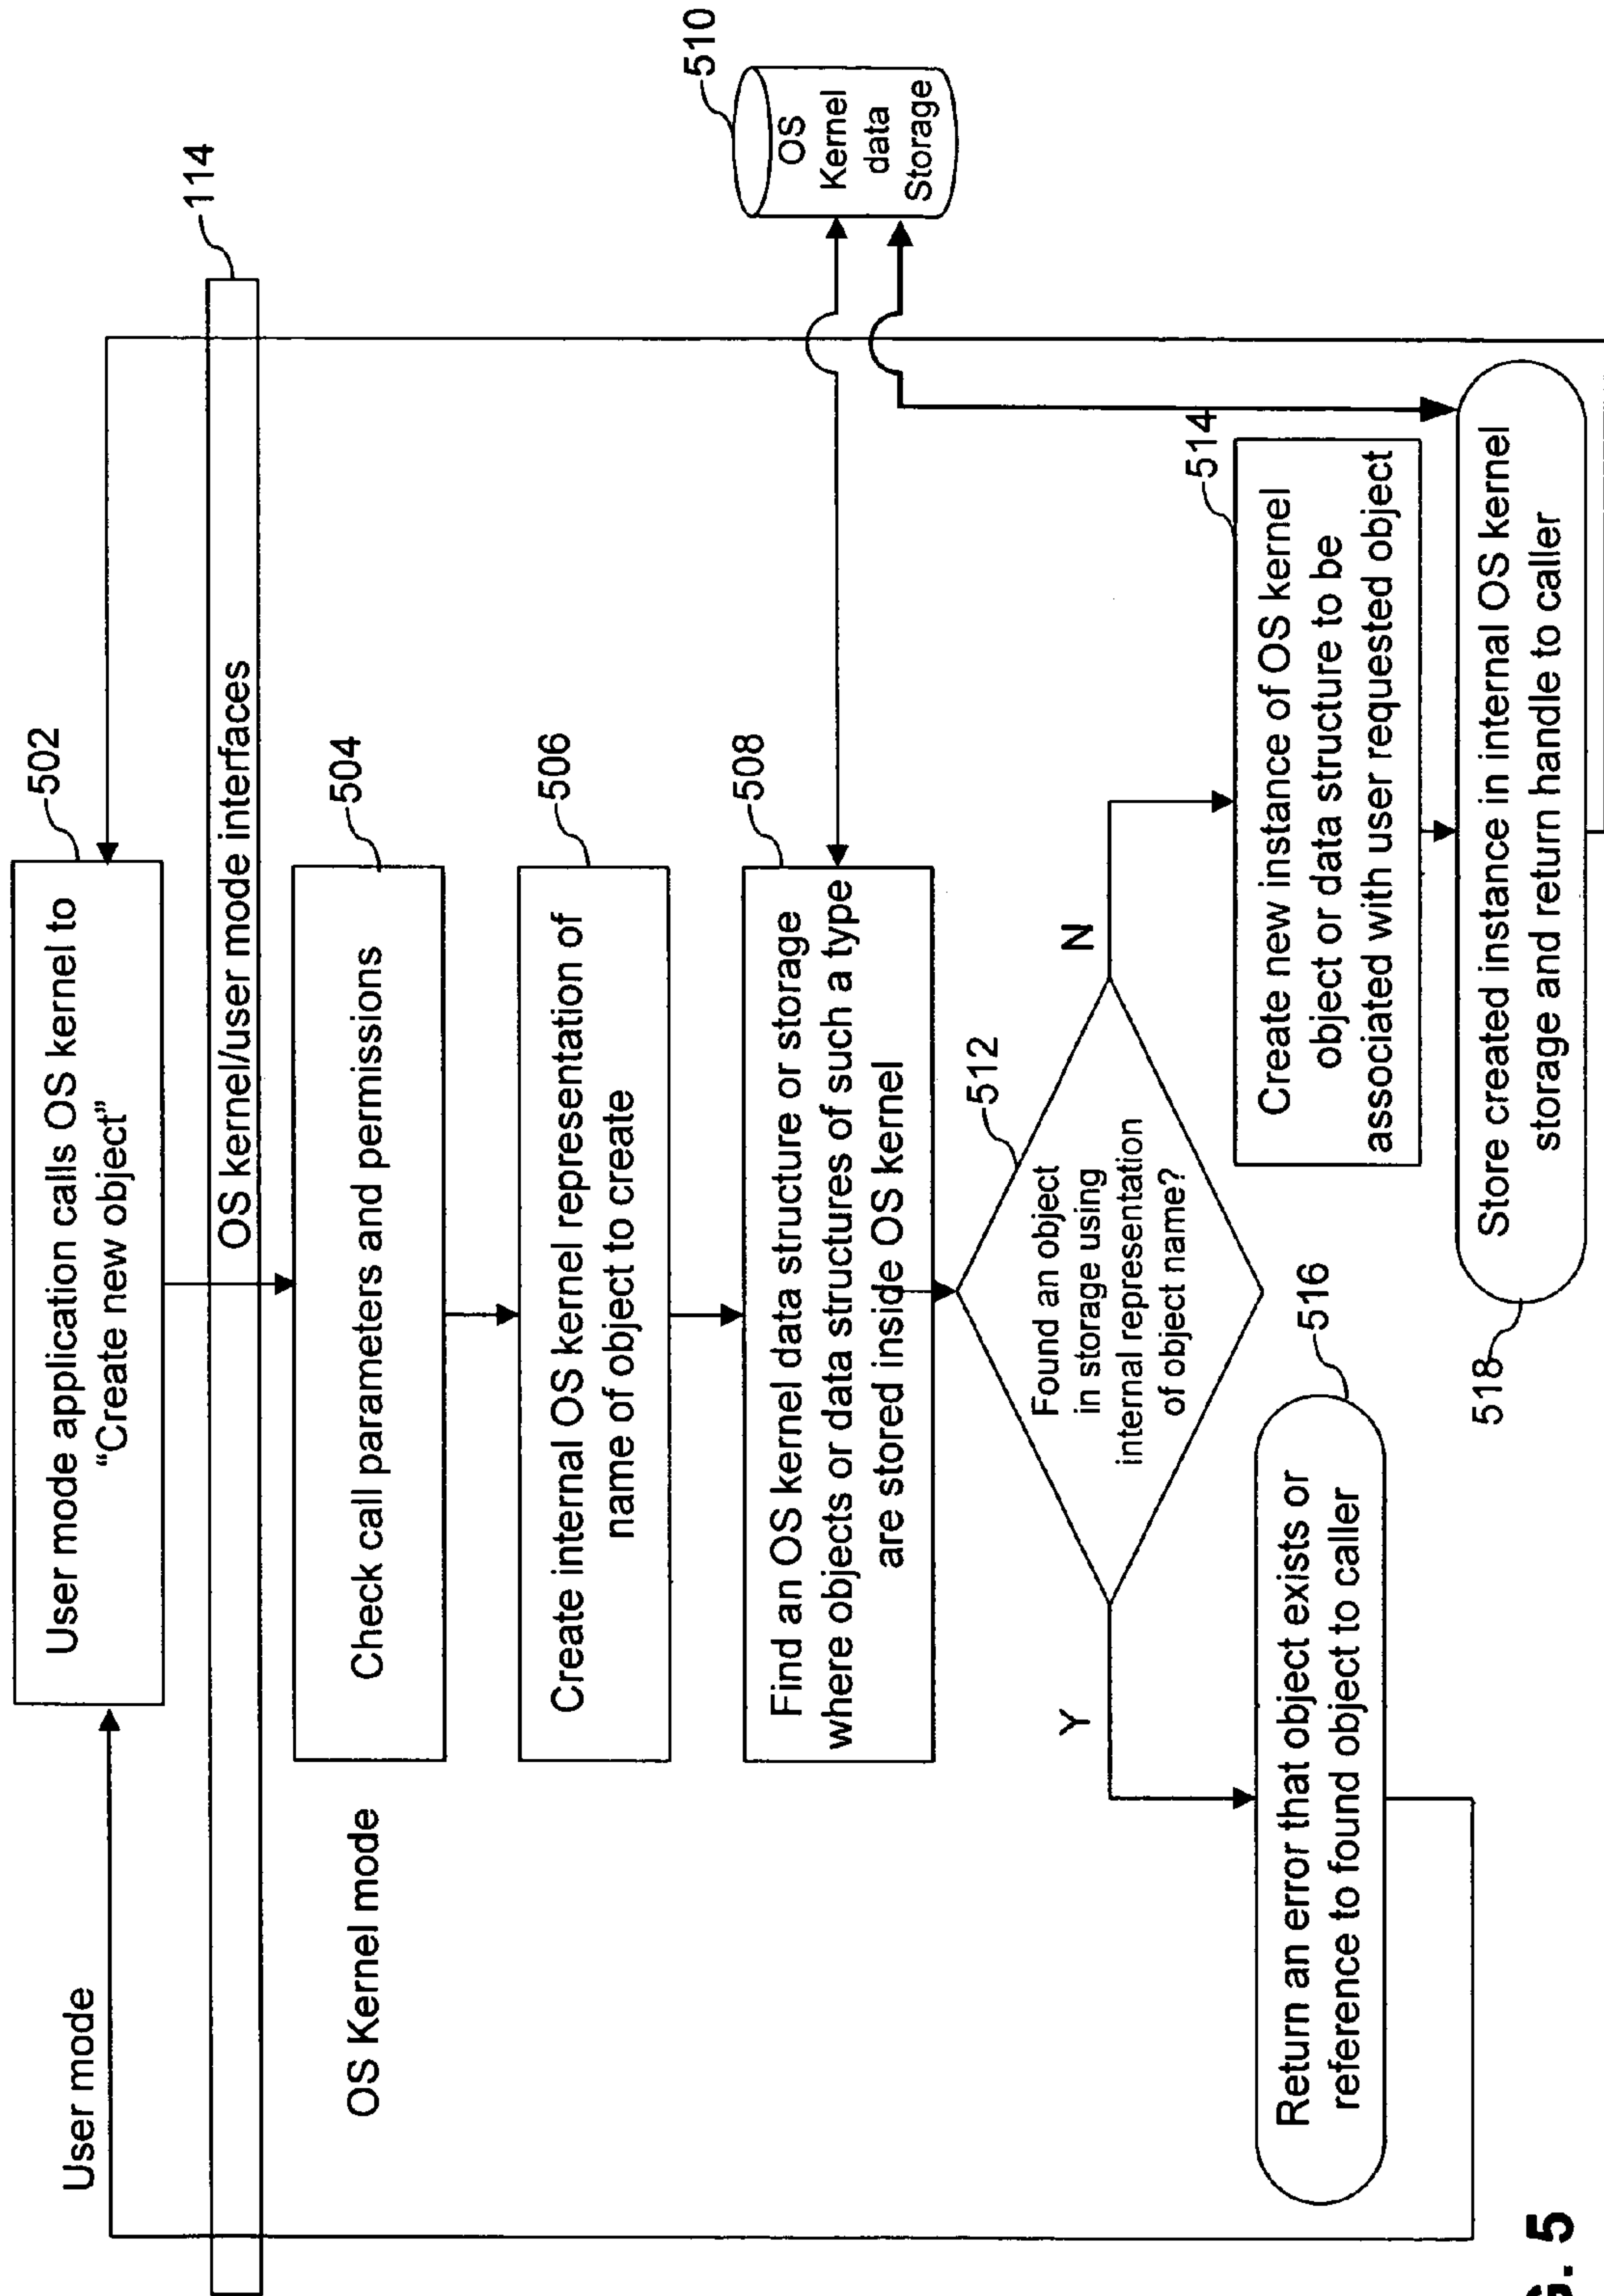 User mode
User mode application calls OS kernel to
“Create new object”
502
114
OS kernel/user mode interfaces
OS Kernel mode
Check call parameters and permissions
504
Create internal OS kernel representation of
name of object to create
506
Find an OS kernel data structure or storage
where objects or data structures of such a type
are stored inside OS kernel
508
510
OS
Kernel
data
Storage
512
Found an object
in storage using
internal representation
of object name?
Y
N
Return an error that object exists or
reference to found object to caller
516
Create new instance of OS kernel
object or data structure to be
associated with user requested object
514
Store created instance in internal OS kernel
storage and return handle to caller
518
G. 5